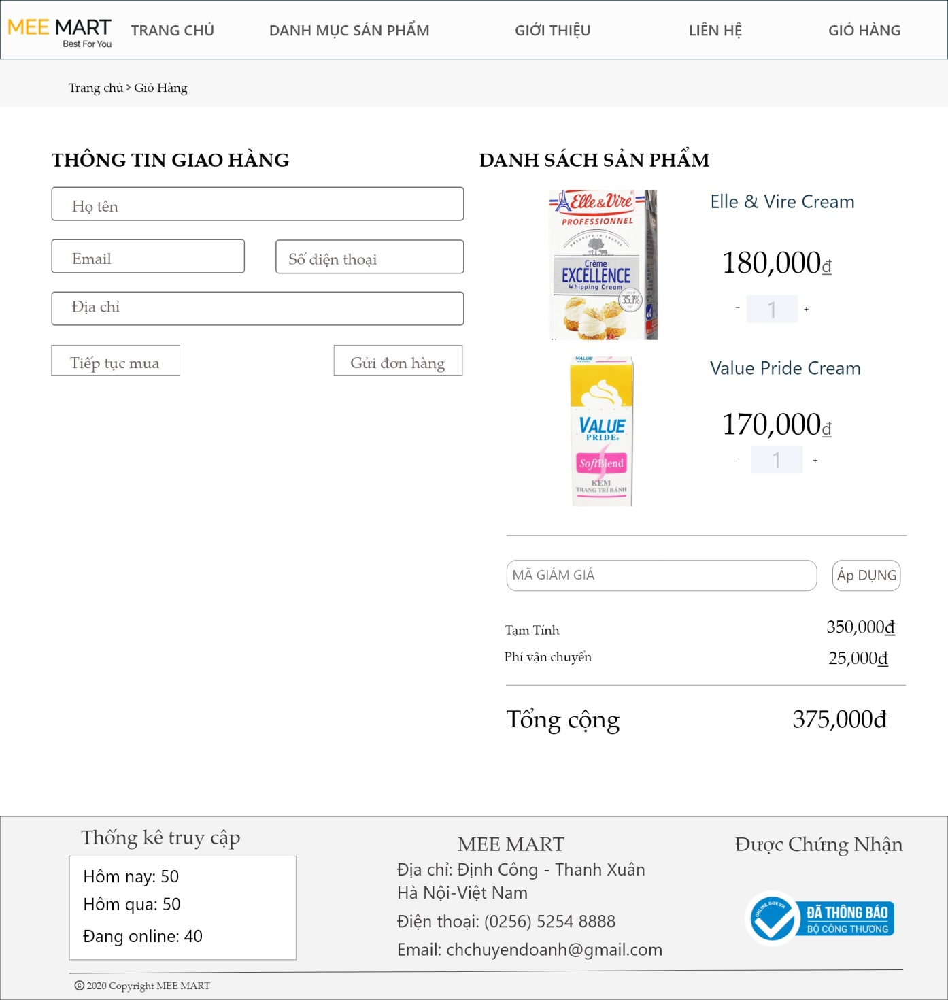 MEE MART
Best For You
TRANG CHỦ
DANH MỤC SẢN PHẨM
GIỚI THIỆU
LIÊN HỆ
GIỎ HÀNG
Trang chủ > Giỏ Hàng
THÔNG TIN GIAO HÀNG
Họ tên
Email
Số điện thoại
Địa chỉ
Tiếp tục mua
Gửi đơn hàng
DANH SÁCH SẢN PHẨM
Elle & Vire
PROFESSIONNEL
PRODUCED IN FRANCE
Crème
EXCELLENCE
Whipping Cream
35.1%
Elle & Vire Cream
180,000đ
- 1 +
VALUE
VALUE
PRIDE
SoftBlend
KEM
TRANG TRÍ BÁNH
Value Pride Cream
170,000đ
- 1 +
MÃ GIẢM GIÁ
Áp DỤNG
Tạm Tính 350,000đ
Phí vận chuyển 25,000đ
Tổng cộng 375,000đ
Thống kê truy cập
Hôm nay: 50
Hôm qua: 50
Đang online: 40
MEE MART
Địa chỉ: Định Công - Thanh Xuân
Hà Nội-Việt Nam
Điện thoại: (0256) 5254 8888
Email: chchuyendoanh@gmail.com
Được Chứng Nhận
ONLINE.GOV.VN
ĐÃ THÔNG BÁO
BỘ CÔNG THƯƠNG
© 2020 Copyright MEE MART